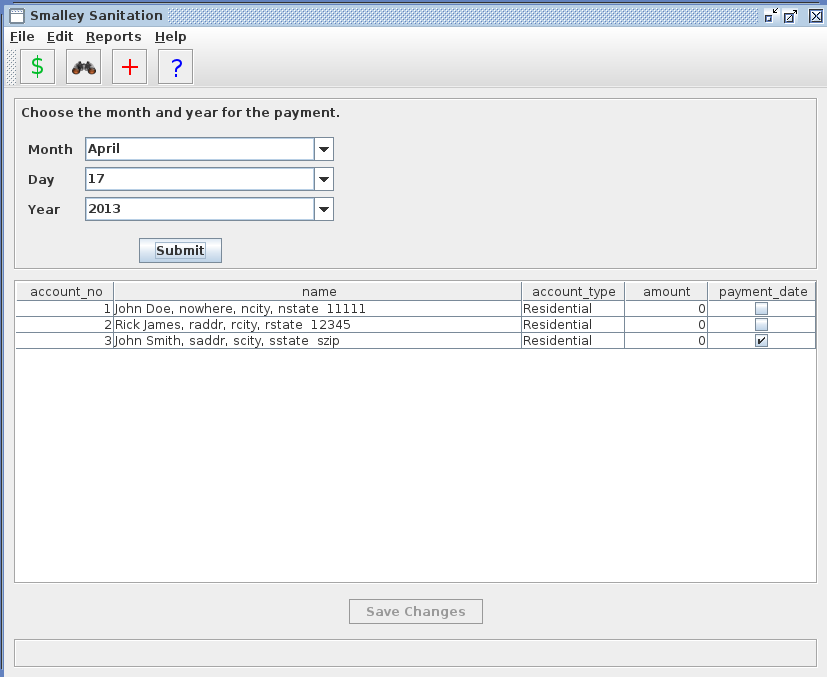 Smalley Sanitation
File Edit Reports Help
$ + ?
Choose the month and year for the payment.
Month April
Day 17
Year 2013
Submit
account_no name account_type amount payment_date
1 John Doe, nowhere, ncity, nstate  11111 Residential 0
2 Rick James, raddr, rcity, rstate  12345 Residential 0
3 John Smith, saddr, scity, sstate  szip Residential 0
Save Changes